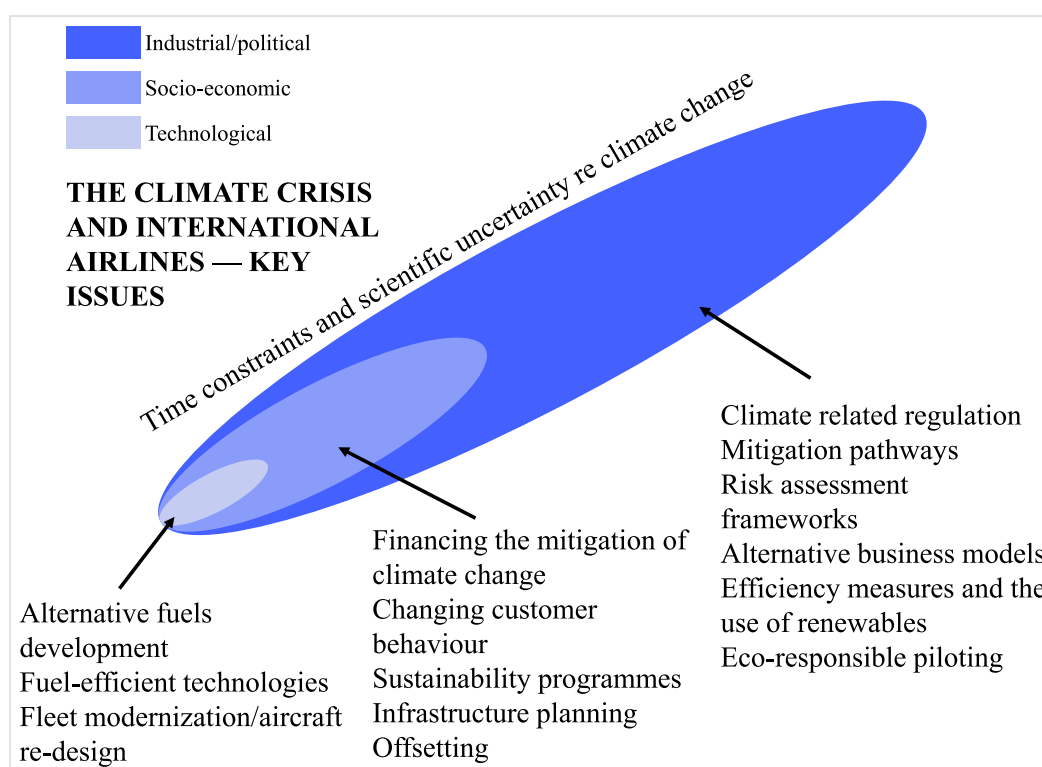 Industrial/political
Socio-economic
Technological
THE CLIMATE CRISIS
AND INTERNATIONAL
AIRLINES — KEY
ISSUES
Time constraints and scientific uncertainty re climate change
Alternative fuels
development
Fuel-efficient technologies
Fleet modernization/aircraft
re-design
Financing the mitigation of
climate change
Changing customer
behaviour
Sustainability programmes
Infrastructure planning
Offsetting
Climate related regulation
Mitigation pathways
Risk assessment
frameworks
Alternative business models
Efficiency measures and the
use of renewables
Eco-responsible piloting